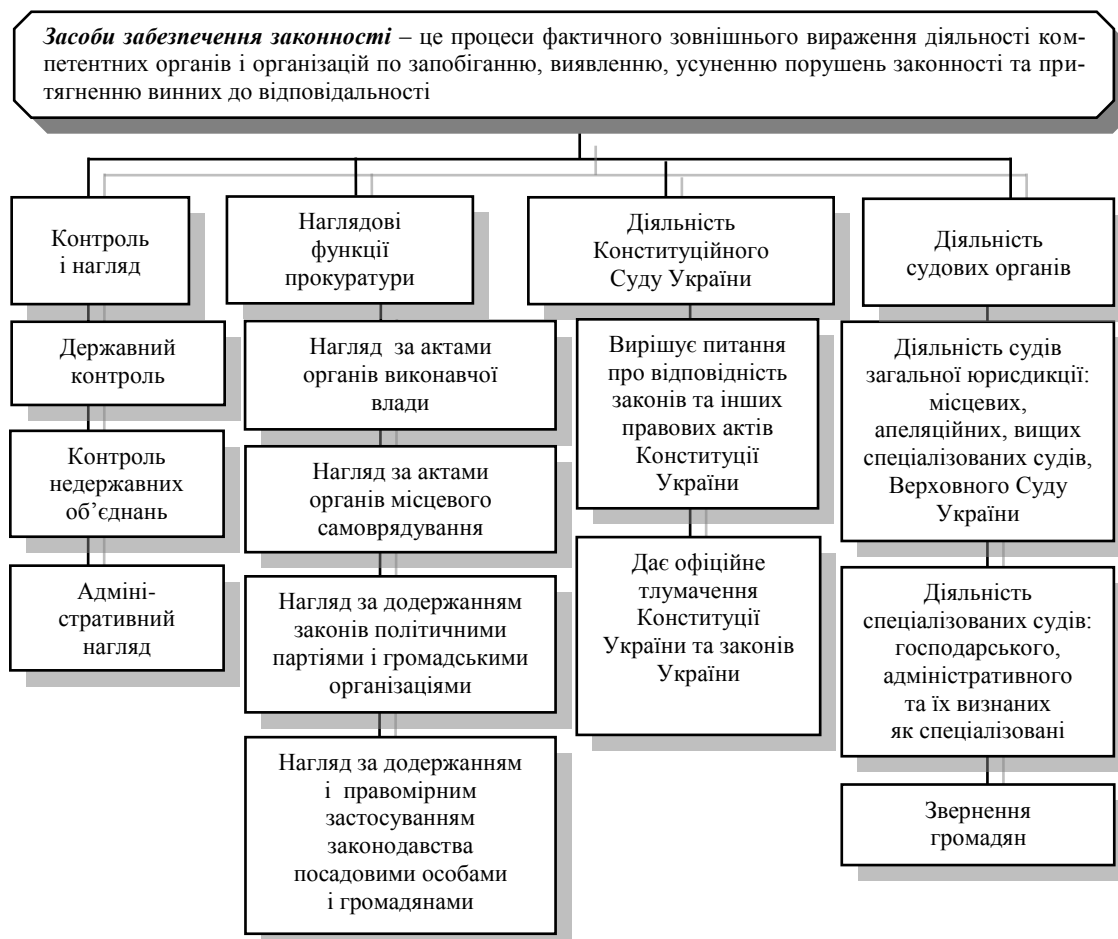 Засоби забезпечення законності – це процеси фактичного зовнішнього вираження діяльності ком-
петентних органів і організацій по запобіганню, виявленню, усуненню порушень законності та при-
тягненню винних до відповідальності
Контроль
і нагляд
Державний
контроль
Контроль
недержавних
об’єднань
Адміні-
стративний
нагляд
Наглядові
функції
прокуратури
Нагляд за актами
органів виконавчої
влади
Нагляд за актами
органів місцевого
самоврядування
Нагляд за додержанням
законів політичними
партіями і громадськими
організаціями
Нагляд за додержанням
і правомірним
застосуванням
законодавства
посадовими особами
і громадянами
Діяльність
Конституційного
Суду України
Вирішує питання
про відповідність
законів та інших
правових актів
Конституції
України
Дає офіційне
тлумачення
Конституції
України та законів
України
Діяльність
судових органів
Діяльність судів
загальної юрисдикції:
місцевих,
апеляційних, вищих
спеціалізованих судів,
Верховного Суду
України
Діяльність
спеціалізованих судів:
господарського,
адміністративного
та їх визнаних
як спеціалізовані
Звернення
громадян